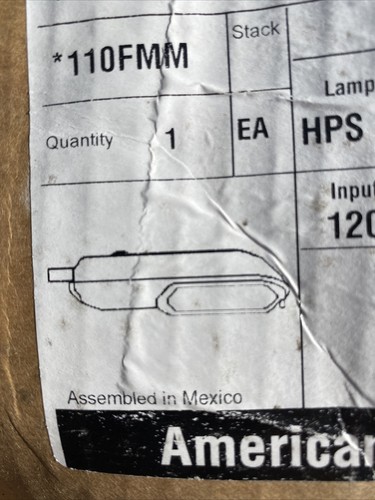 *110FMM
Stack
Lamp
Quantity 1 EA HPS
Input
120
Assembled in Mexico
American